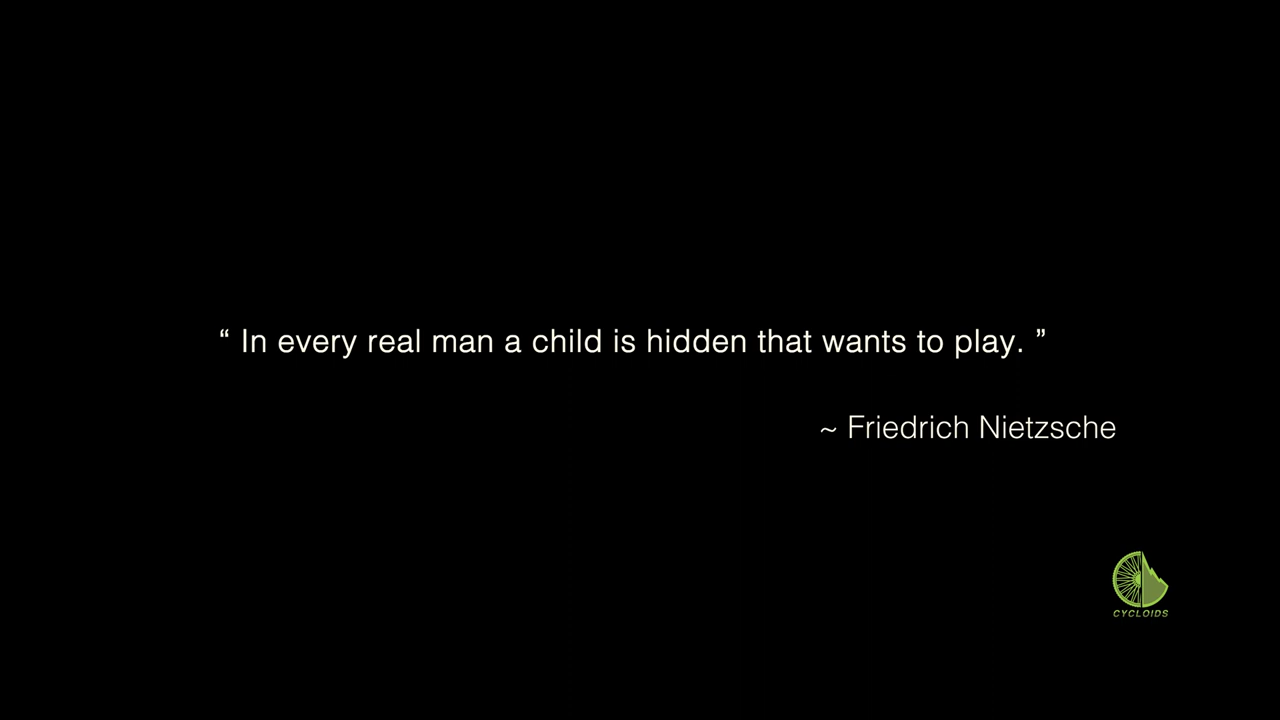 “ In every real man a child is hidden that wants to play. ”
~ Friedrich Nietzsche
CYCLOIDS